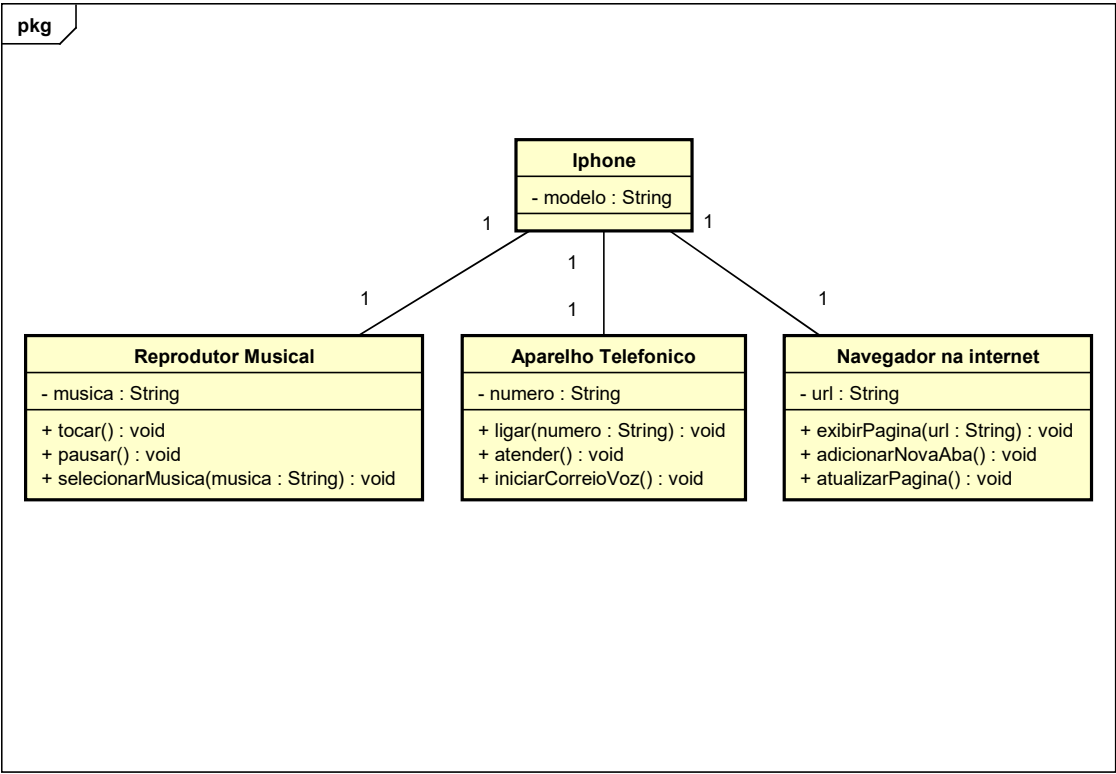 pkg
Iphone
- modelo : String
1
1
1
1
1
1
Reprodutor Musical
- musica : String
+ tocar() : void
+ pausar() : void
+ selecionarMusica(musica : String) : void
Aparelho Telefonico
- numero : String
+ ligar(numero : String) : void
+ atender() : void
+ iniciarCorreioVoz() : void
Navegador na internet
- url : String
+ exibirPagina(url : String) : void
+ adicionarNovaAba() : void
+ atualizarPagina() : void